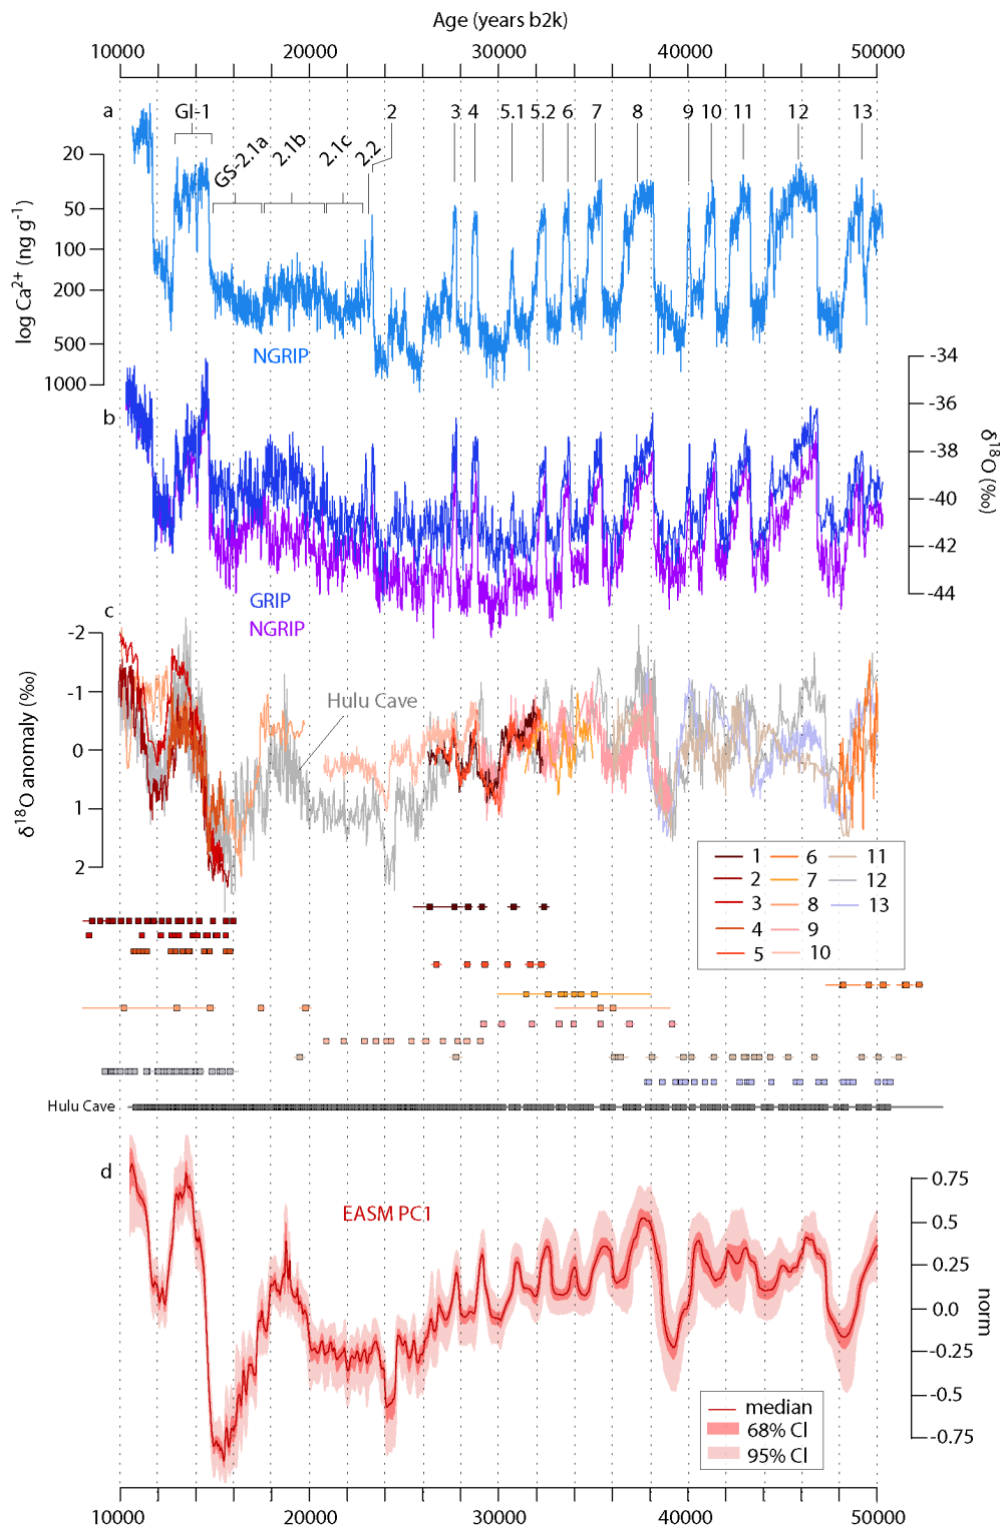 Age (years b2k)
10000 20000 30000 40000 50000
a
GI-1
GS-2.1a
2.1b
2.1c
2.2
2 3 4 5.1 5.2 6 7 8 9 10 11 12 13
log Ca2+ (ng g-1)
20
50
100
200
500
1000
NGRIP
b
-34
-36
-38
-40
-42
-44
δ18O (‰)
GRIP
NGRIP
c
δ18O anomaly (‰)
-2
-1
0
1
2
Hulu Cave
1 6 11
2 7 12
3 8 13
4 9
5 10
Hulu Cave
d
EASM PC1
0.75
0.5
0.25
0.0
-0.25
-0.5
-0.75
norm
median
68% CI
95% CI
10000 20000 30000 40000 50000